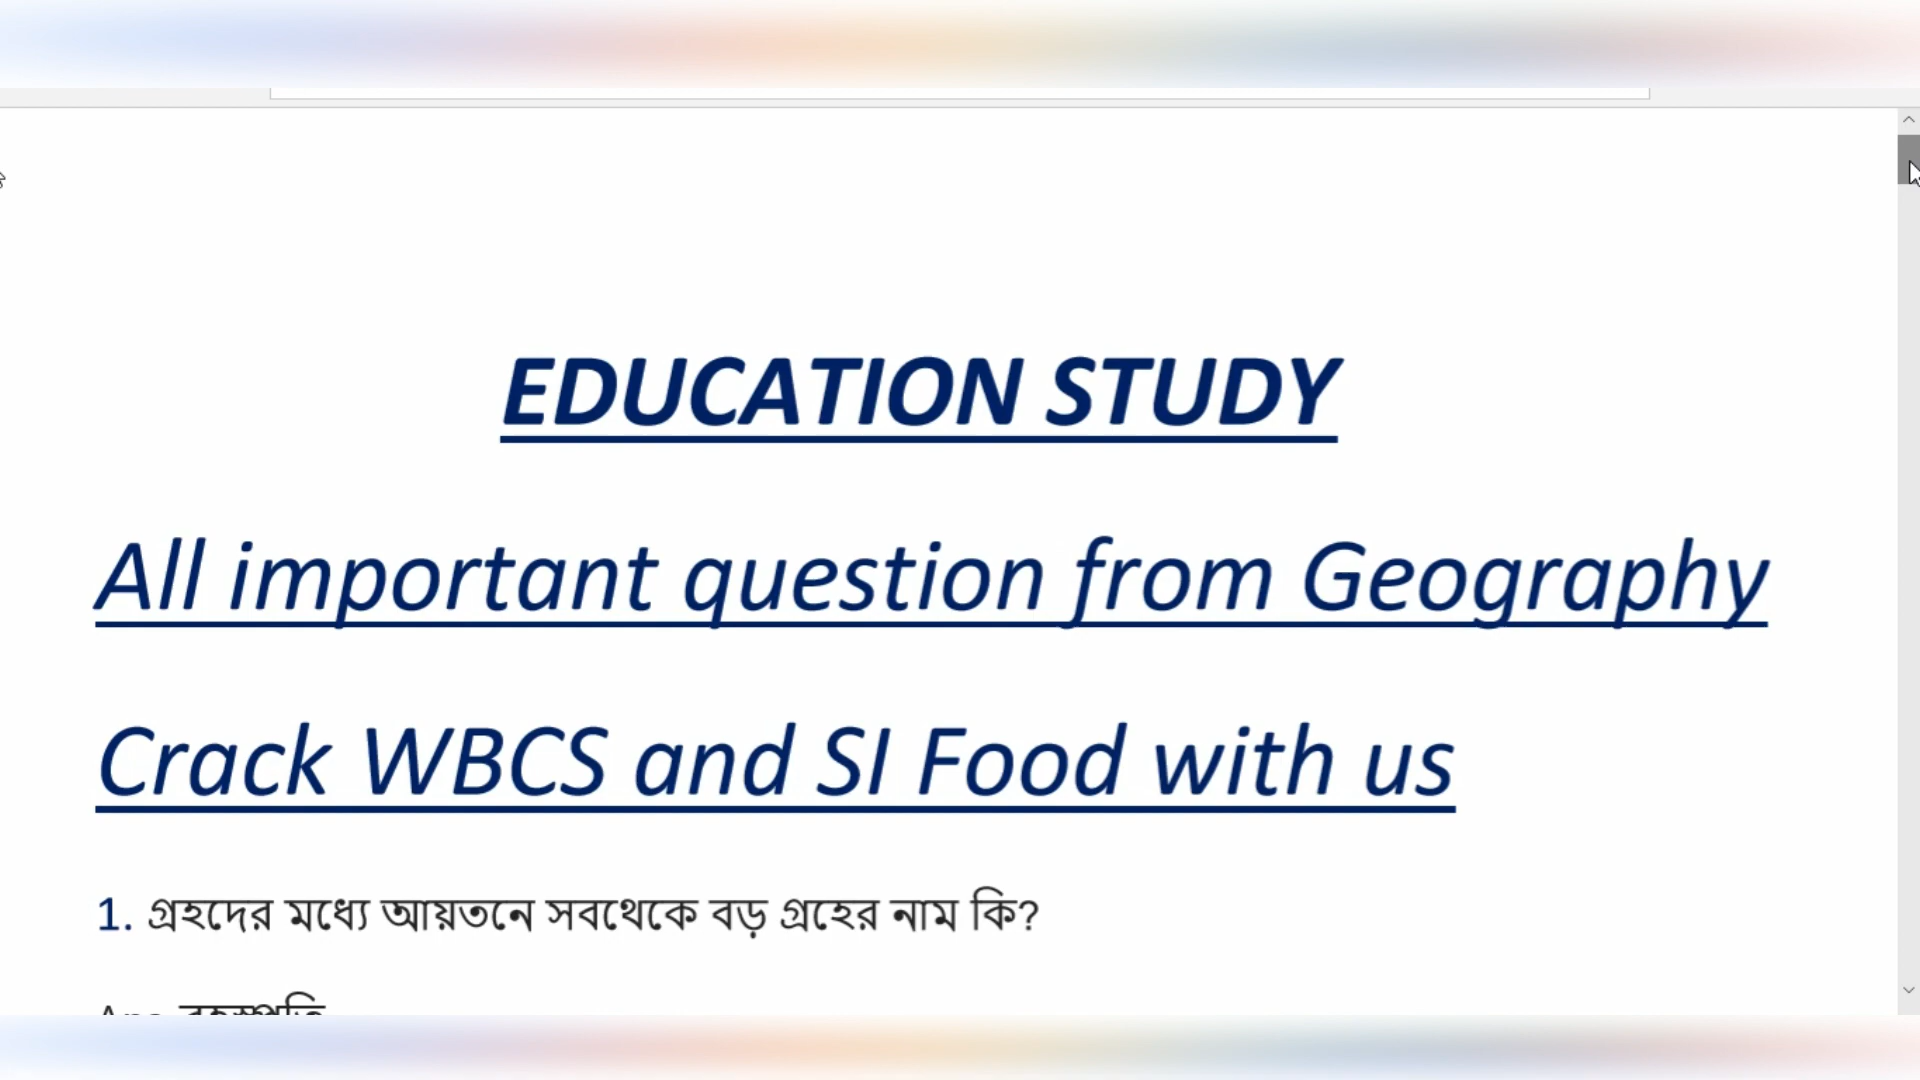 EDUCATION STUDY
All important question from Geography
Crack WBCS and SI Food with us
1. গ্রহদের মধ্যে আয়তনে সবথেকে বড় গ্রহের নাম কি?